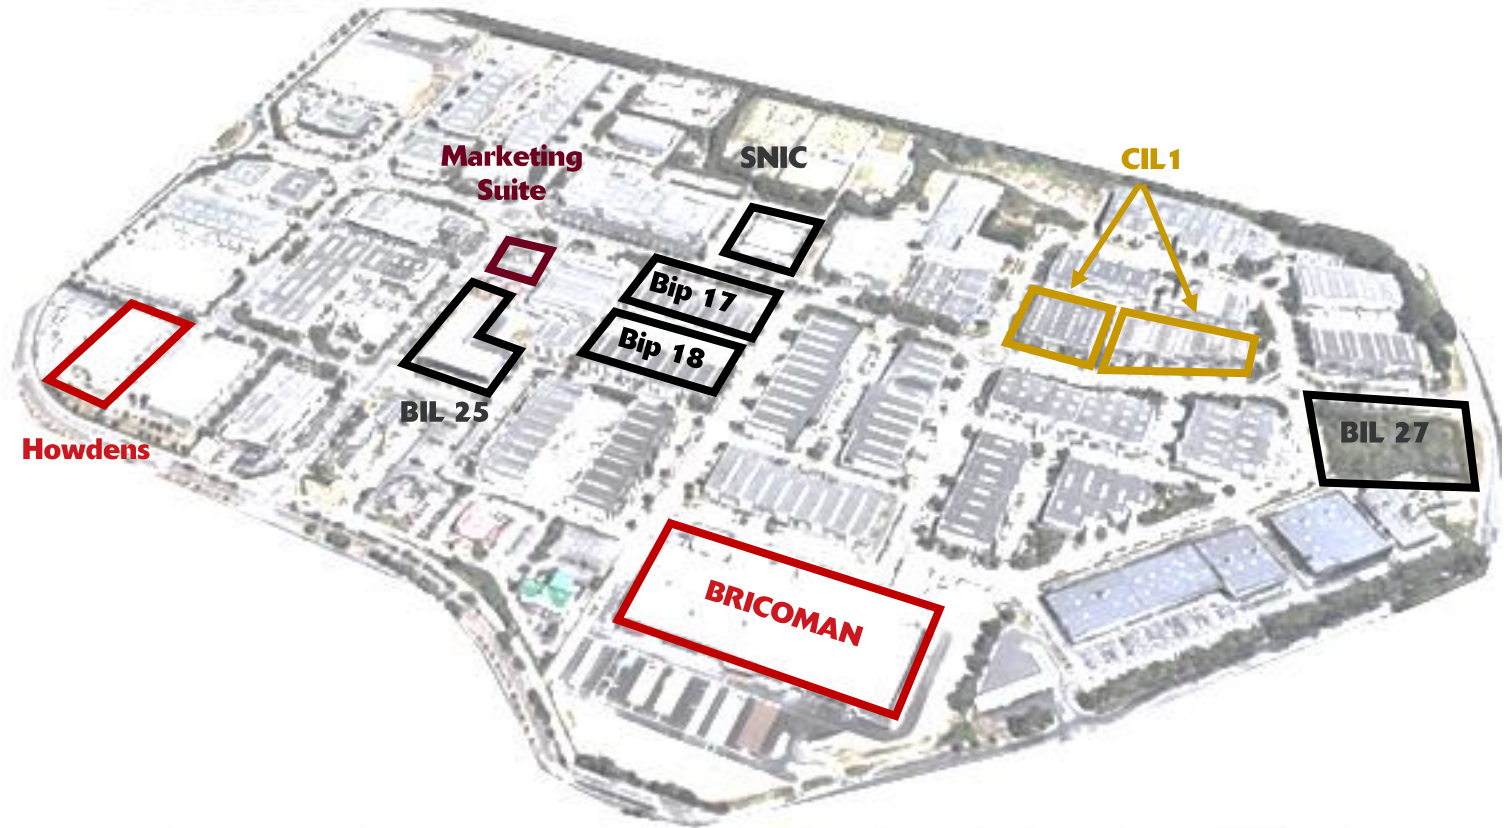 Marketing
Suite
SNIC
CIL1
Bip 17
Bip 18
BIL 25
Howdens
BIL 27
BRICOMAN